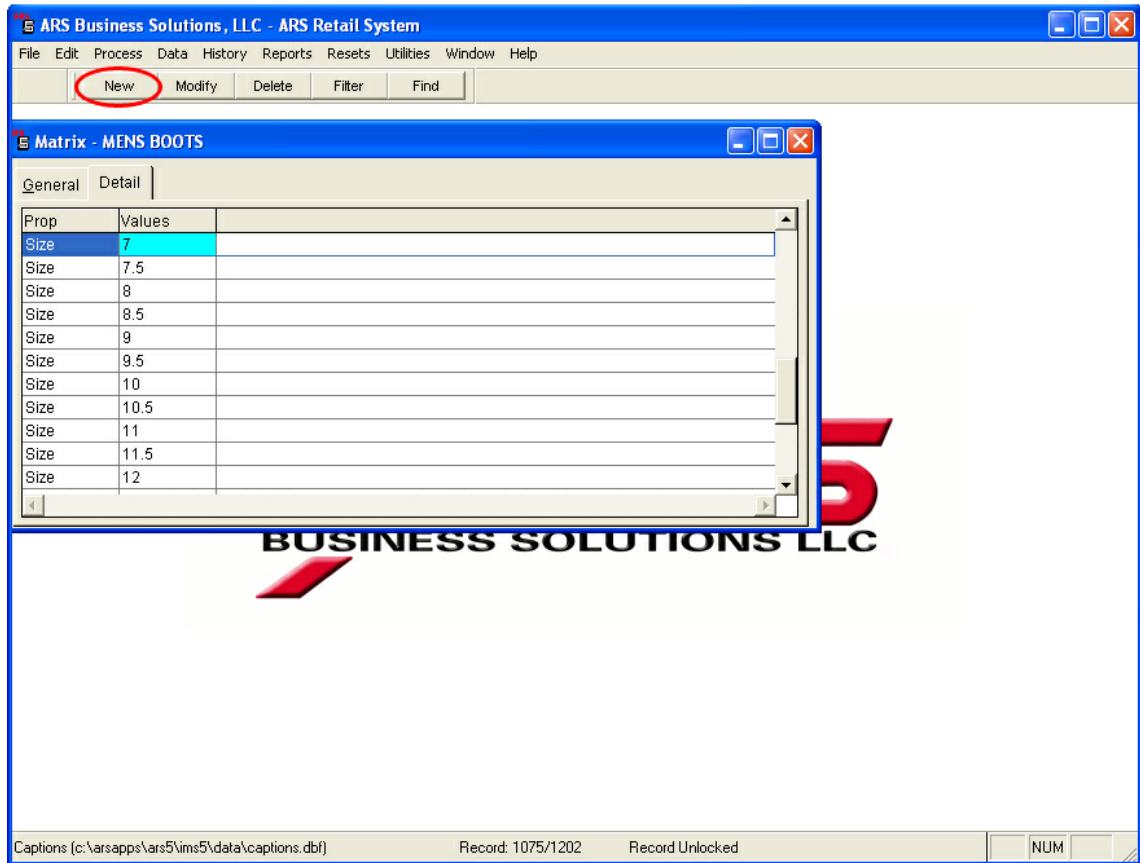 ARS Business Solutions, LLC - ARS Retail System
File Edit Process Data History Reports Resets Utilities Window Help
New Modify Delete Filter Find
Matrix - MENS BOOTS
General Detail
Prop Values
Size 7
Size 7.5
Size 8
Size 8.5
Size 9
Size 9.5
Size 10
Size 10.5
Size 11
Size 11.5
Size 12
BUSINESS SOLUTIONS LLC
Captions (c:\arsapps\ars5\ims5\data\captions.dbf) Record: 1075/1202 Record Unlocked NUM